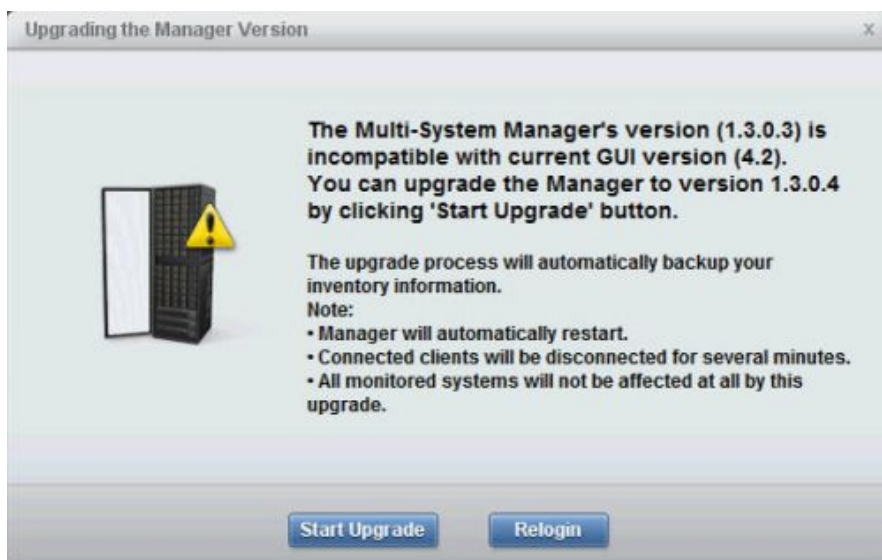 Upgrading the Manager Version
x
The Multi-System Manager's version (1.3.0.3) is
incompatible with current GUI version (4.2).
You can upgrade the Manager to version 1.3.0.4
by clicking 'Start Upgrade' button.
The upgrade process will automatically backup your
inventory information.
Note:
• Manager will automatically restart.
• Connected clients will be disconnected for several minutes.
• All monitored systems will not be affected at all by this
upgrade.
Start Upgrade
Relogin